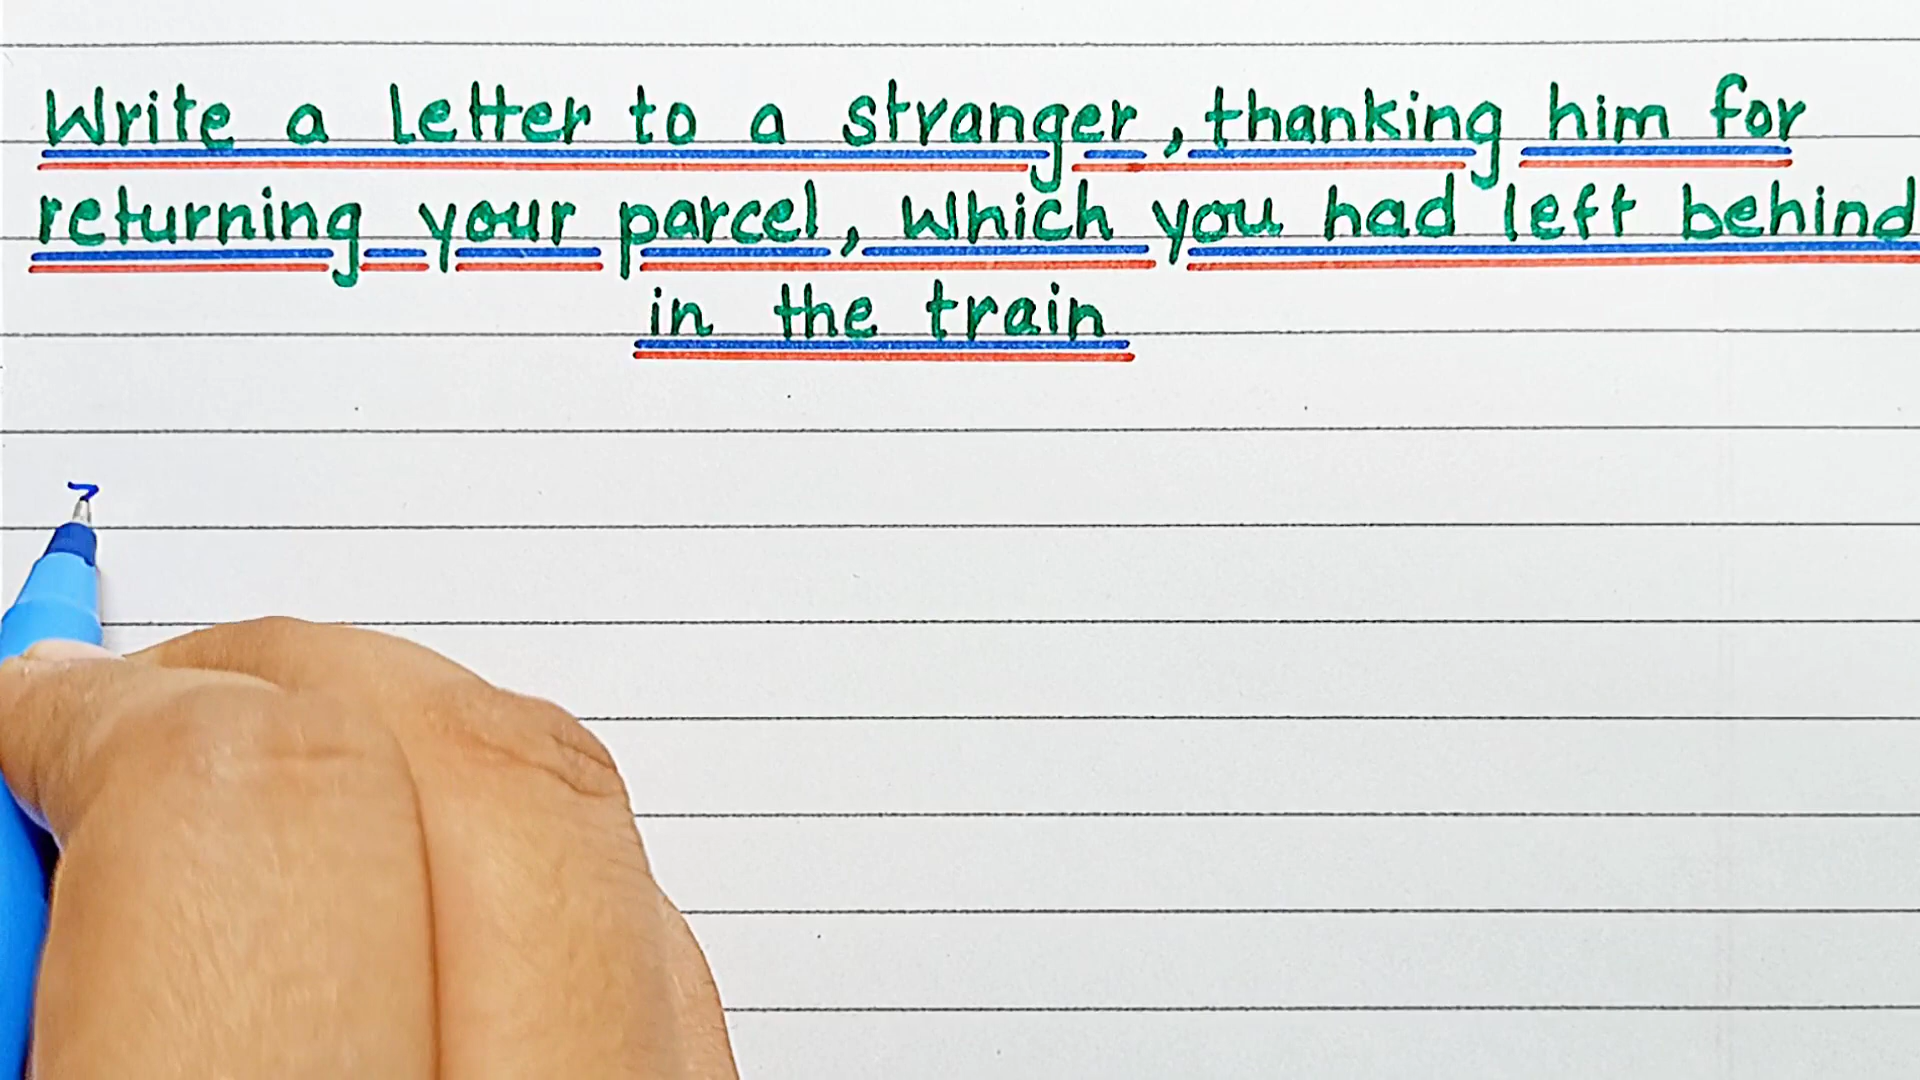 Write a letter to a stranger, thanking him for
returning your parcel, which you had left behind
in the train